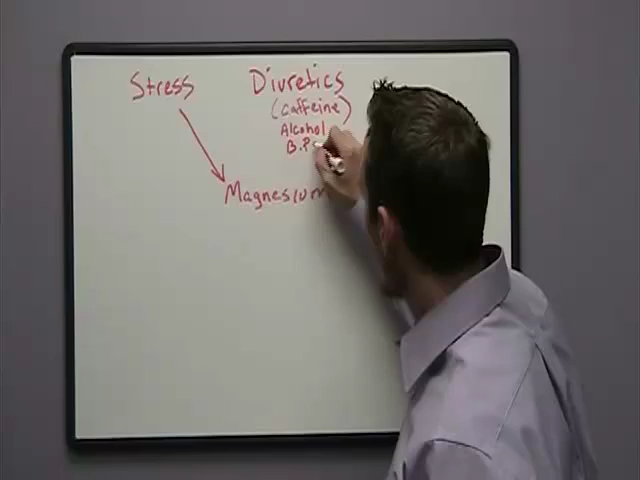 Stress Diuretics
(caffeine)
Alcohol
B.P.
Magnesium